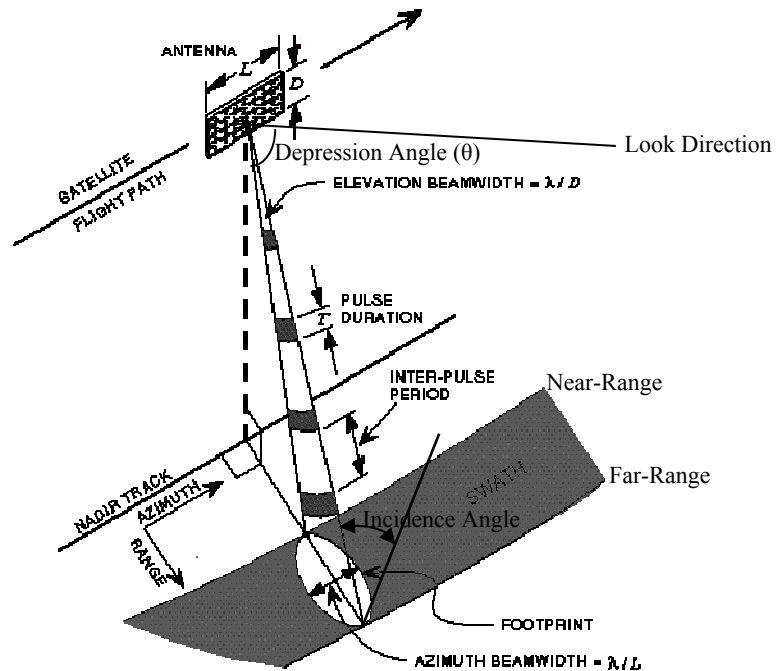 ANTENNA
L
D
Look Direction
Depression Angle (θ)
SATELLITE
FLIGHT PATH
ELEVATION BEAMWIDTH = λ / D
PULSE
DURATION
T
INTER-PULSE
PERIOD
Near-Range
Far-Range
SWATH
NADIR TRACK
AZIMUTH
RANGE
Incidence Angle
FOOTPRINT
AZIMUTH BEAMWIDTH = λ/L